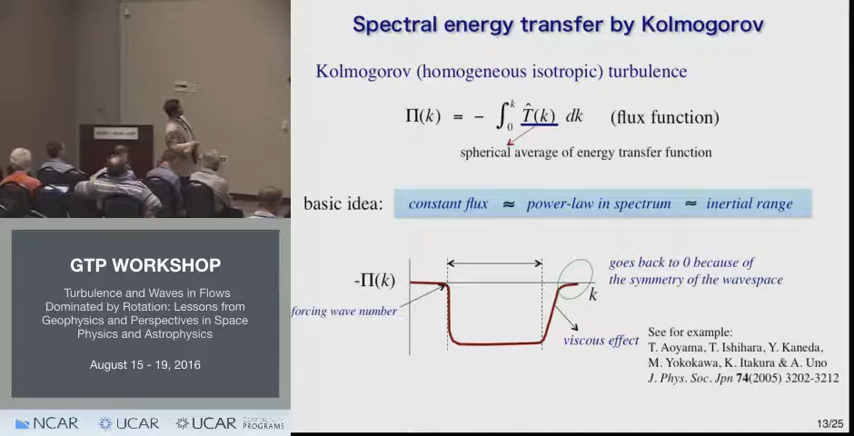 Spectral energy transfer by Kolmogorov
Kolmogorov (homogeneous isotropic) turbulence
Π(k) = - ∫₀ᵏ T̂(k) dk (flux function)
spherical average of energy transfer function
basic idea: constant flux ≈ power-law in spectrum ≈ inertial range
-Π(k)
goes back to 0 because of
the symmetry of the wavespace
k
forcing wave number
viscous effect
See for example:
T. Aoyama, T. Ishihara, Y. Kaneda,
M. Yokokawa, K. Itakura & A. Uno
J. Phys. Soc. Jpn 74(2005) 3202-3212
13/25
GTP WORKSHOP
Turbulence and Waves in Flows
Dominated by Rotation: Lessons from
Geophysics and Perspectives in Space
Physics and Astrophysics
August 15 - 19, 2016
NCAR
UCAR
UCAR
PROGRAMS